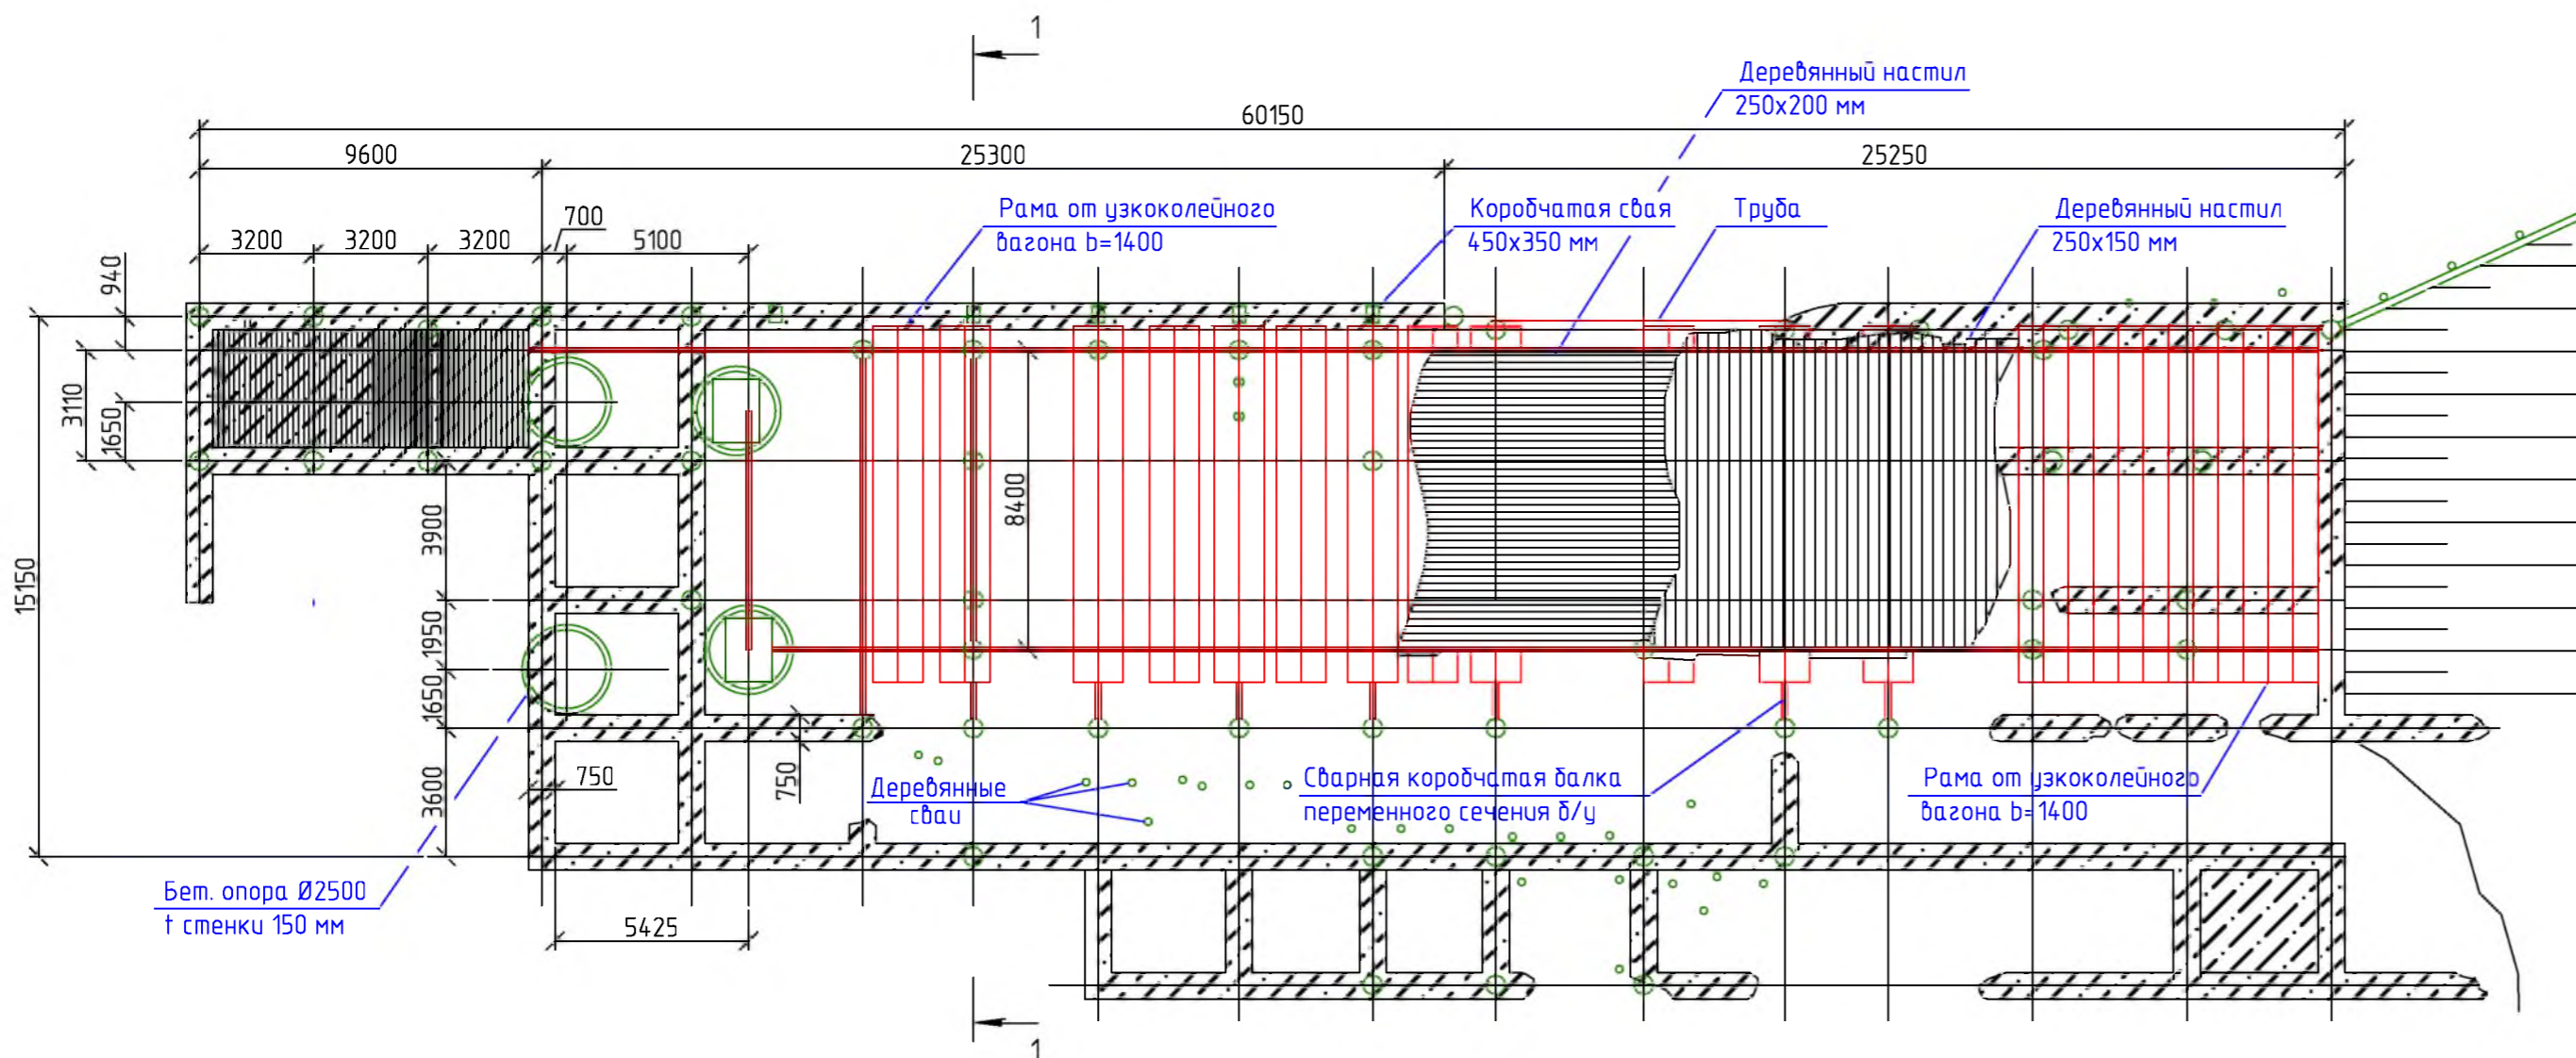 1
Деревянный настил
250х200 мм
60150
9600
25300
25250
700
Рама от узкоколейного
вагона b=1400
Коробчатая свая
450х350 мм
Труба
Деревянный настил
250х150 мм
3200
3200
3200
5100
940
3110
1650
8400
3900
15150
1950
1650
750
750
3600
Деревянные
сваи
Сварная коробчатая балка
переменного сечения б/у
Рама от узкоколейного
вагона b=1400
Бет. опора Ø2500
t стенки 150 мм
5425
1